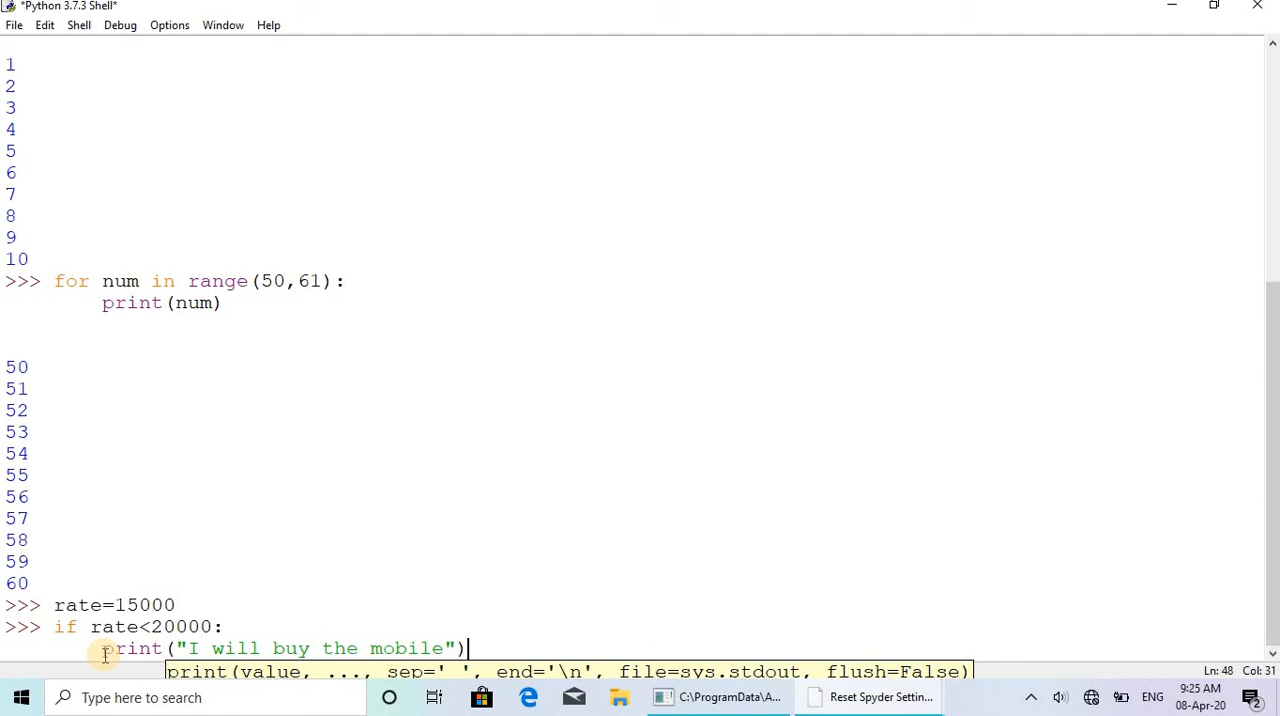 *Python 3.7.3 Shell*
File Edit Shell Debug Options Window Help
1
2
3
4
5
6
7
8
9
10
>>> for num in range(50,61):
print(num)
50
51
52
53
54
55
56
57
58
59
60
>>> rate=15000
>>> if rate<20000:
print("I will buy the mobile")
print(value, ..., sep=' ', end='\n', file=sys.stdout, flush=False)
Ln: 48 Col: 31
Type here to search
C:\ProgramData\A...
Reset Spyder Settin...
ENG
9:25 AM
08-Apr-20
2